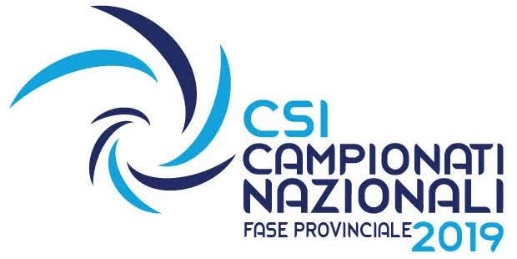 CSI
CAMPIONATI
NAZIONALI
FASE PROVINCIALE 2019